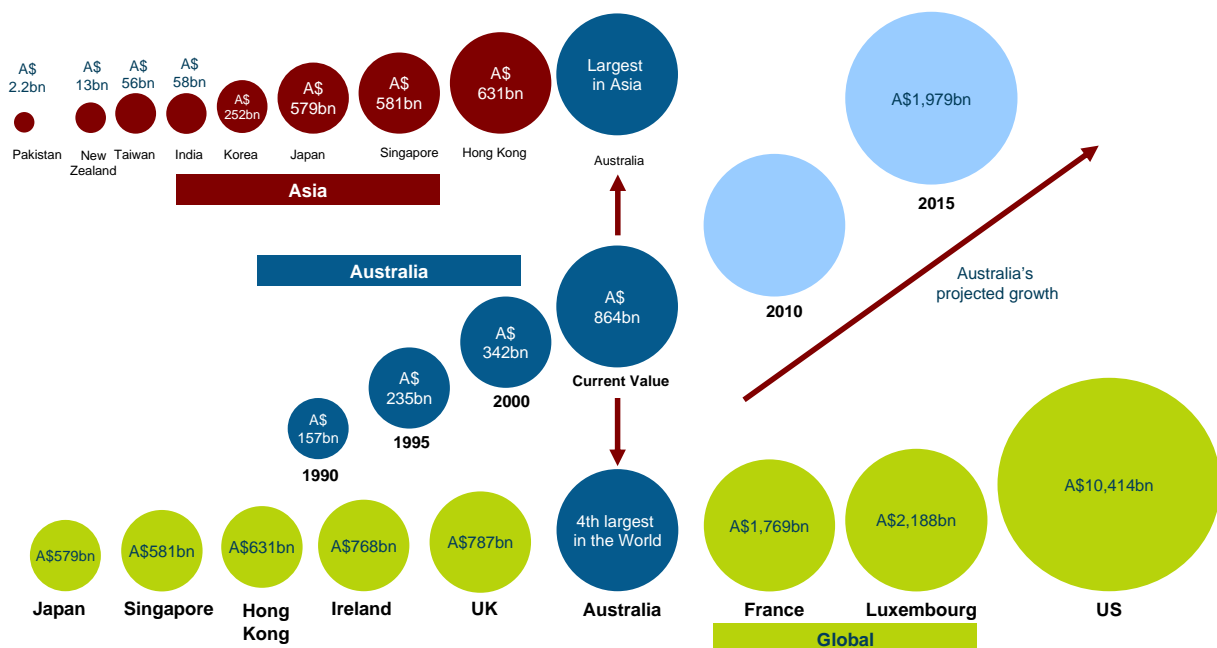 A$
2.2bn
A$
13bn
A$
56bn
A$
58bn
A$
252bn
A$
579bn
A$
581bn
A$
631bn
Largest
in Asia
Pakistan
New
Zealand
Taiwan
India
Korea
Japan
Singapore
Hong Kong
Australia
Asia
A$1,979bn
2015
2010
Australia's
projected growth
Australia
A$
157bn
1990
A$
235bn
1995
A$
342bn
2000
A$
864bn
Current Value
A$579bn
A$581bn
A$631bn
A$768bn
A$787bn
4th largest
in the World
A$1,769bn
A$2,188bn
A$10,414bn
Japan
Singapore
Hong
Kong
Ireland
UK
Australia
France
Luxembourg
US
Global